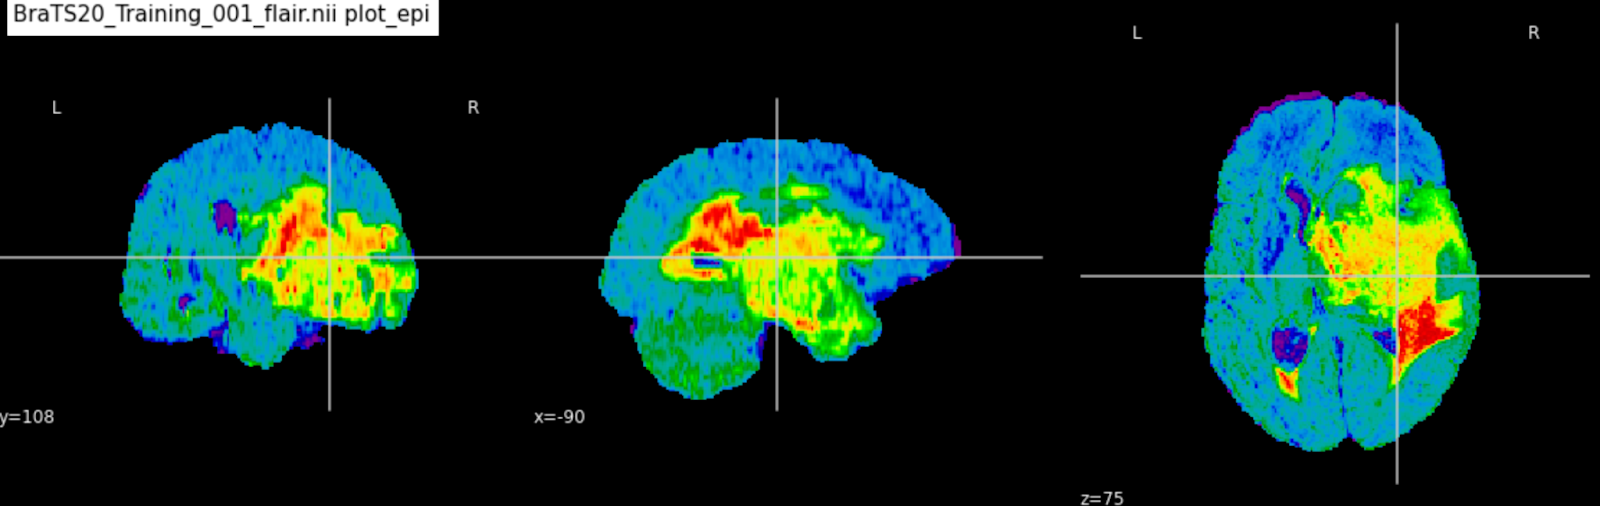 BraTS20_Training_001_flair.nii plot_epi
L R
L R
y=108
x=-90
z=75